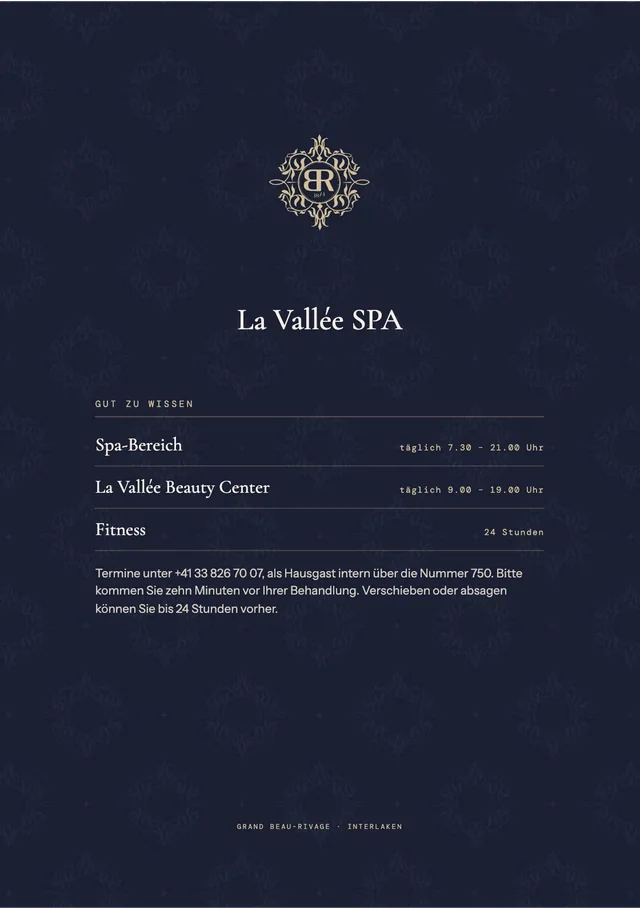 BR
La Vallée SPA
GUT ZU WISSEN
Spa-Bereich täglich 7.30 – 21.00 Uhr
La Vallée Beauty Center täglich 9.00 – 19.00 Uhr
Fitness 24 Stunden
Termine unter +41 33 826 70 07, als Hausgast intern über die Nummer 750. Bitte
kommen Sie zehn Minuten vor Ihrer Behandlung. Verschieben oder absagen
können Sie bis 24 Stunden vorher.
GRAND BEAU-RIVAGE · INTERLAKEN